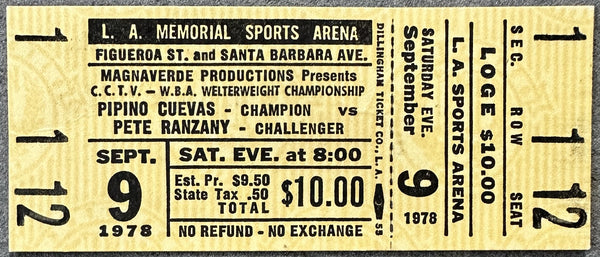 1
1
12
L. A. MEMORIAL SPORTS ARENA
FIGUEROA ST. and SANTA BARBARA AVE.
MAGNAVERDE PRODUCTIONS Presents
C.C.T.V. - W.B.A. WELTERWEIGHT CHAMPIONSHIP
PIPINO CUEVAS - CHAMPION vs
PETE RANZANY - CHALLENGER
SEPT.
9
1978
SAT. EVE. at 8:00
Est. Pr. $9.50
State Tax .50
TOTAL
$10.00
NO REFUND - NO EXCHANGE
DILLINGHAM TICKET CO., L. A.
58
SATURDAY EVE.
September
9
1978
L. A. SPORTS ARENA
LOGE $10.00
SEC. ROW SEAT
1
1
12